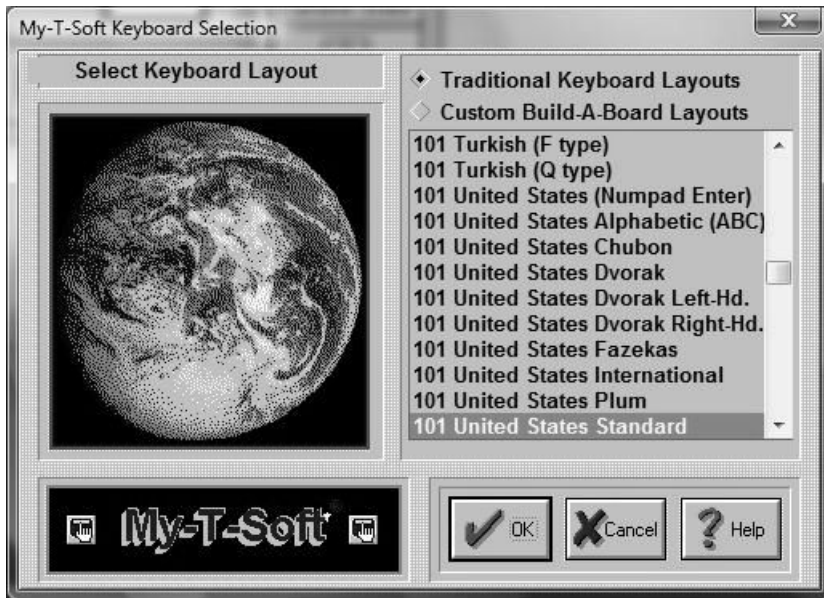 My-T-Soft Keyboard Selection
Select Keyboard Layout
Traditional Keyboard Layouts
Custom Build-A-Board Layouts
101 Turkish (F type)
101 Turkish (Q type)
101 United States (Numpad Enter)
101 United States Alphabetic (ABC)
101 United States Chubon
101 United States Dvorak
101 United States Dvorak Left-Hd.
101 United States Dvorak Right-Hd.
101 United States Fazekas
101 United States International
101 United States Plum
101 United States Standard
My-T-Soft
OK
Cancel
Help